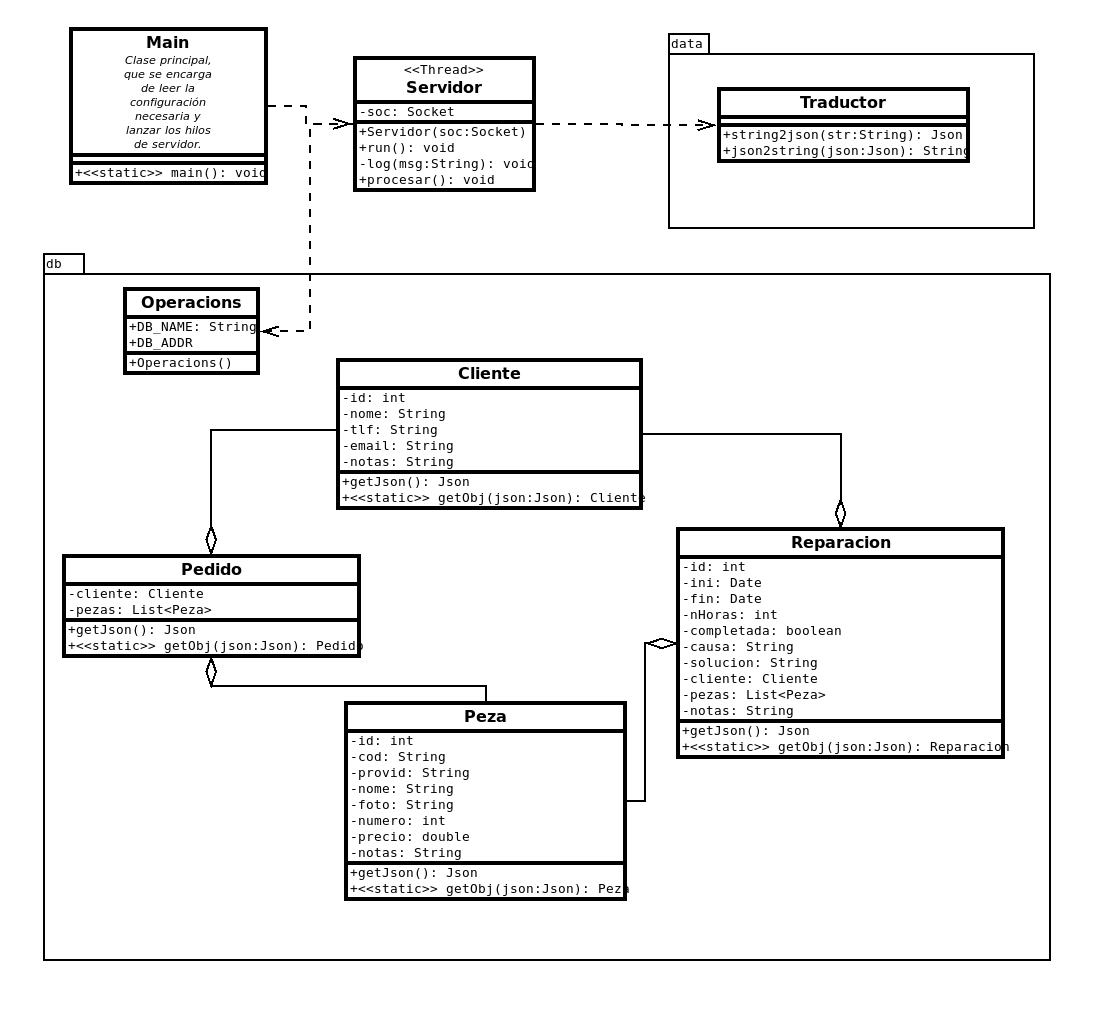 Main
Clase principal,
que se encarga
de leer la
configuración
necesaria y
lanzar los hilos
de servidor.
+<<static>> main(): void
<<Thread>>
Servidor
-soc: Socket
+Servidor(soc:Socket)
+run(): void
-log(msg:String): void
+procesar(): void
data
Traductor
+string2json(str:String): Json
+json2string(json:Json): String
db
Operacions
+DB_NAME: String
+DB_ADDR
+Operacions()
Cliente
-id: int
-nome: String
-tlf: String
-email: String
-notas: String
+getJson(): Json
+<<static>> getObj(json:Json): Cliente
Pedido
-cliente: Cliente
-pezas: List<Peza>
+getJson(): Json
+<<static>> getObj(json:Json): Pedido
Reparacion
-id: int
-ini: Date
-fin: Date
-nHoras: int
-completada: boolean
-causa: String
-solucion: String
-cliente: Cliente
-pezas: List<Peza>
-notas: String
+getJson(): Json
+<<static>> getObj(json:Json): Reparacion
Peza
-id: int
-cod: String
-provid: String
-nome: String
-foto: String
-numero: int
-precio: double
-notas: String
+getJson(): Json
+<<static>> getObj(json:Json): Peza